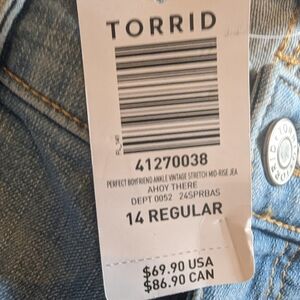 TORRID
41270038
PERFECT BOYFRIEND ANKLE VINTAGE STRETCH MID-RISE JEA
AHOY THERE
DEPT 0052 24SPRBAS
14 REGULAR
$69.90 USA
$86.90 CAN